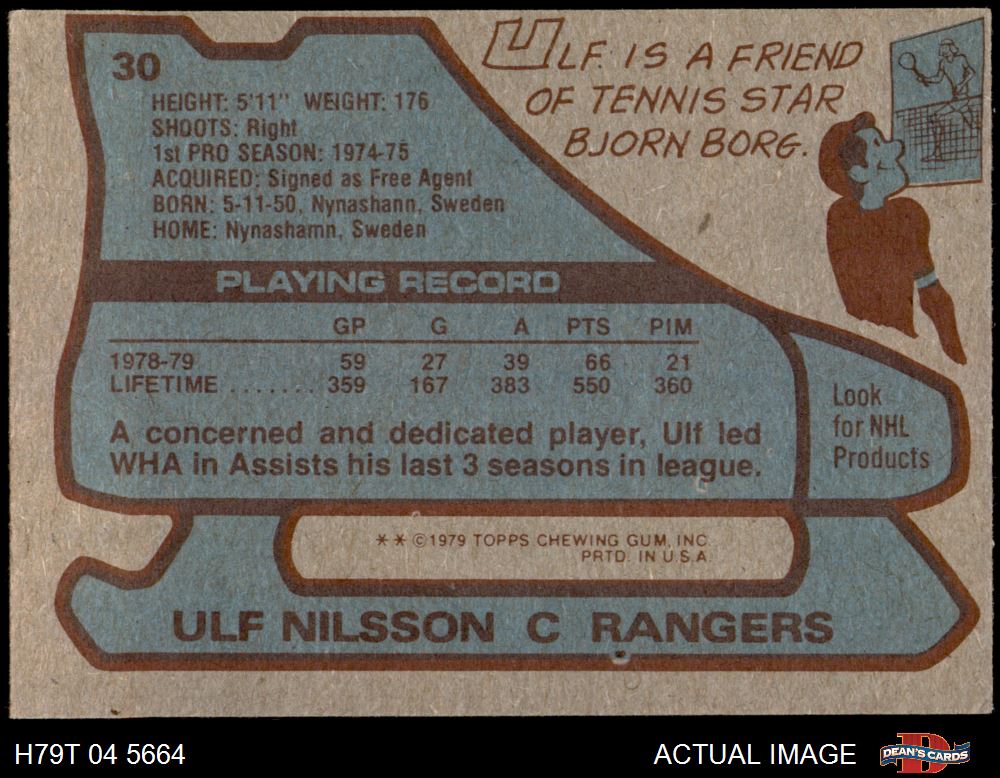 30
HEIGHT: 5'11" WEIGHT: 176
SHOOTS: Right
1st PRO SEASON: 1974-75
ACQUIRED: Signed as Free Agent
BORN: 5-11-50, Nynashann, Sweden
HOME: Nynashamn, Sweden
ULF IS A FRIEND
OF TENNIS STAR
BJORN BORG.
PLAYING RECORD
GP G A PTS PIM
1978-79 59 27 39 66 21
LIFETIME ....... 359 167 383 550 360
A concerned and dedicated player, Ulf led
WHA in Assists his last 3 seasons in league.
Look
for NHL
Products
** ©1979 TOPPS CHEWING GUM, INC.
PRTD. IN U.S.A.
ULF NILSSON C RANGERS
H79T 04 5664
ACTUAL IMAGE
D
DEAN'S CARDS